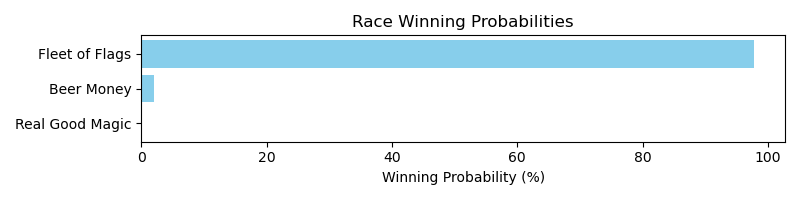 Race Winning Probabilities
Fleet of Flags
Beer Money
Real Good Magic
0 20 40 60 80 100
Winning Probability (%)